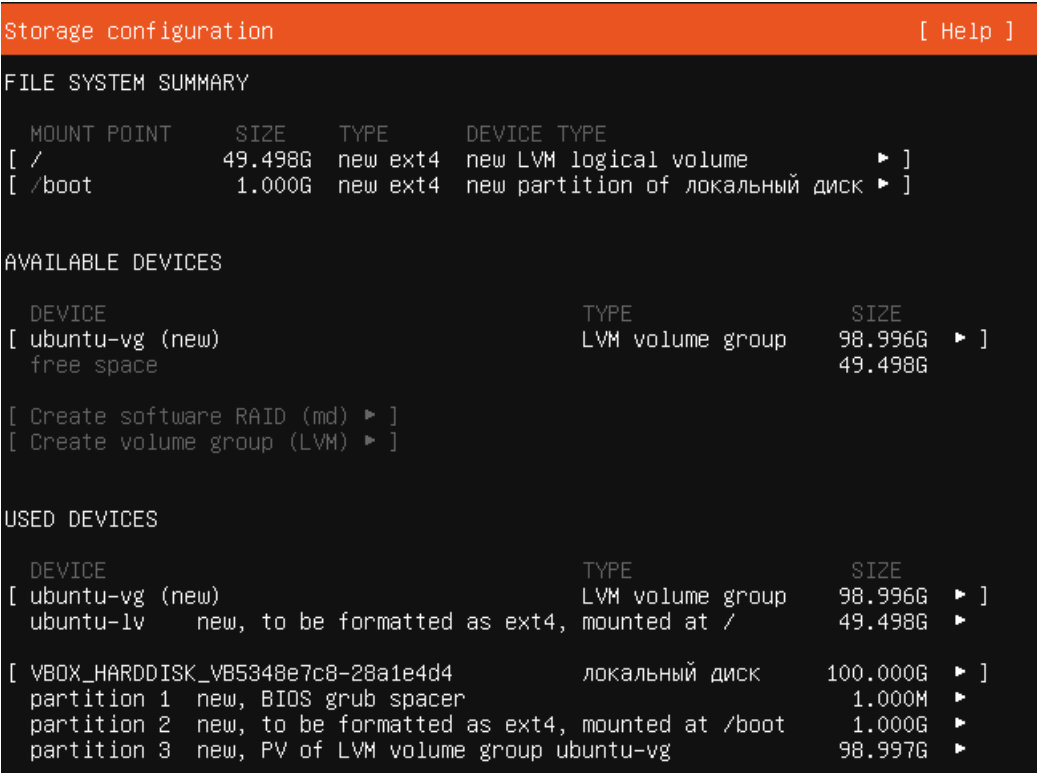 Storage configuration [ Help ]
FILE SYSTEM SUMMARY
MOUNT POINT SIZE TYPE DEVICE TYPE
[ / 49.498G new ext4 new LVM logical volume ▸ ]
[ /boot 1.000G new ext4 new partition of локальный диск ▸ ]
AVAILABLE DEVICES
DEVICE TYPE SIZE
[ ubuntu-vg (new) LVM volume group 98.996G ▸ ]
free space 49.498G
[ Create software RAID (md) ▸ ]
[ Create volume group (LVM) ▸ ]
USED DEVICES
DEVICE TYPE SIZE
[ ubuntu-vg (new) LVM volume group 98.996G ▸ ]
ubuntu-lv new, to be formatted as ext4, mounted at / 49.498G ▸
[ VBOX_HARDDISK_VB5348e7c8-28a1e4d4 локальный диск 100.000G ▸ ]
partition 1 new, BIOS grub spacer 1.000M ▸
partition 2 new, to be formatted as ext4, mounted at /boot 1.000G ▸
partition 3 new, PV of LVM volume group ubuntu-vg 98.997G ▸